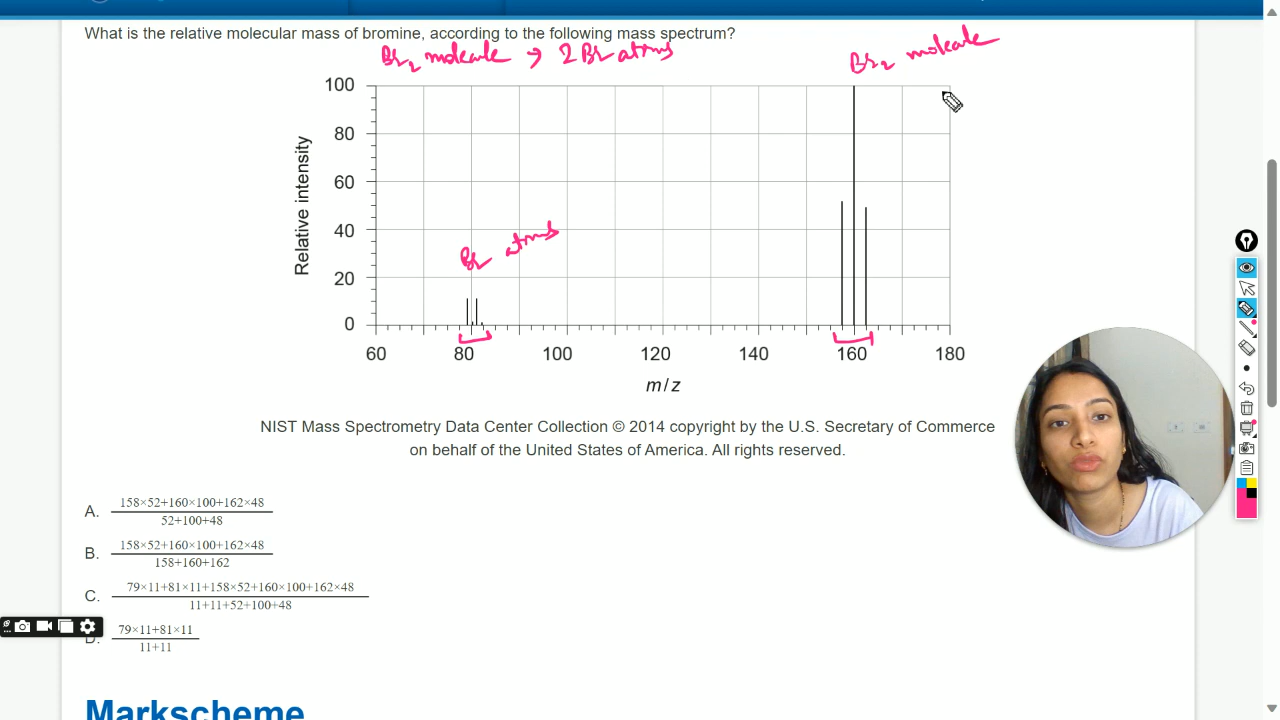 What is the relative molecular mass of bromine, according to the following mass spectrum?
Br₂ molecule → 2 Br atoms
Br₂ molecule
100
80
60
40
20
0
Relative intensity
Br atoms
60 80 100 120 140 160 180
m/z
NIST Mass Spectrometry Data Center Collection © 2014 copyright by the U.S. Secretary of Commerce
on behalf of the United States of America. All rights reserved.
A. 158×52+160×100+162×48
52+100+48
B. 158×52+160×100+162×48
158+160+162
C. 79×11+81×11+158×52+160×100+162×48
11+11+52+100+48
D. 79×11+81×11
11+11
Markscheme